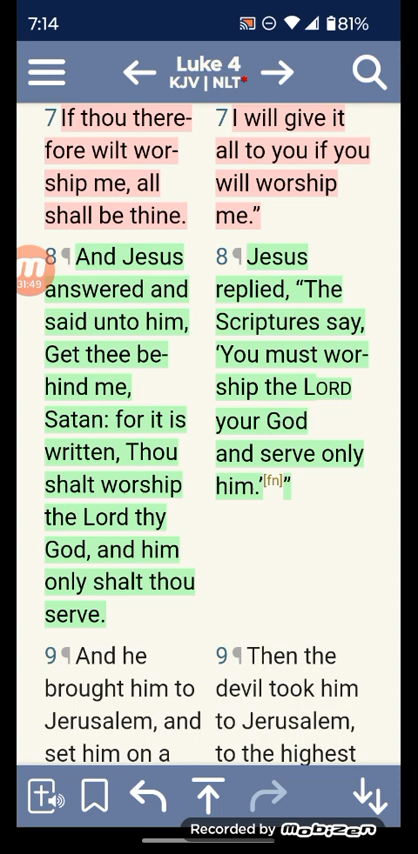 7:14
81%
Luke 4
KJV | NLT*
7 If thou there-
fore wilt wor-
ship me, all
shall be thine.
8 ¶ And Jesus
answered and
said unto him,
Get thee be-
hind me,
Satan: for it is
written, Thou
shalt worship
the Lord thy
God, and him
only shalt thou
serve.
9 ¶ And he
brought him to
Jerusalem, and
set him on a
7 I will give it
all to you if you
will worship
me.”
8 ¶ Jesus
replied, “The
Scriptures say,
‘You must wor-
ship the LORD
your God
and serve only
him.’[fn]”
9 ¶ Then the
devil took him
to Jerusalem,
to the highest
31:49
Recorded by mobizen